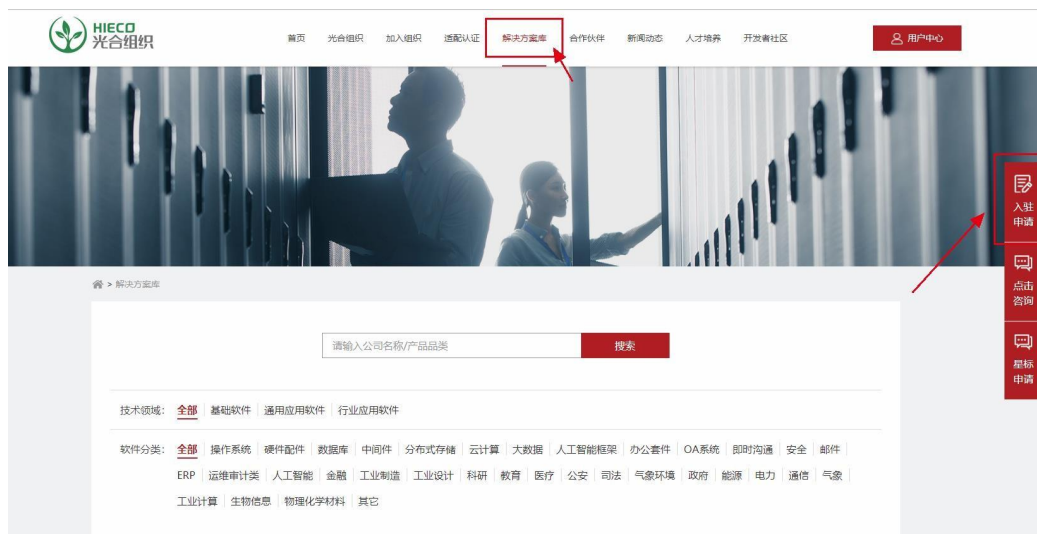 HIECO
光合组织
首页 光合组织 加入组织 适配认证 解决方案库 合作伙伴 新闻动态 人才培养 开发者社区
用户中心
入驻
申请
点击
咨询
星标
申请
> 解决方案库
请输入公司名称/产品品类 搜索
技术领域: 全部 基础软件 通用应用软件 行业应用软件
软件分类: 全部 操作系统 硬件配件 数据库 中间件 分布式存储 云计算 大数据 人工智能框架 办公套件 OA系统 即时沟通 安全 邮件
ERP 运维审计类 人工智能 金融 工业制造 工业设计 科研 教育 医疗 公安 司法 气象环境 政府 能源 电力 通信 气象
工业计算 生物信息 物理化学材料 其它